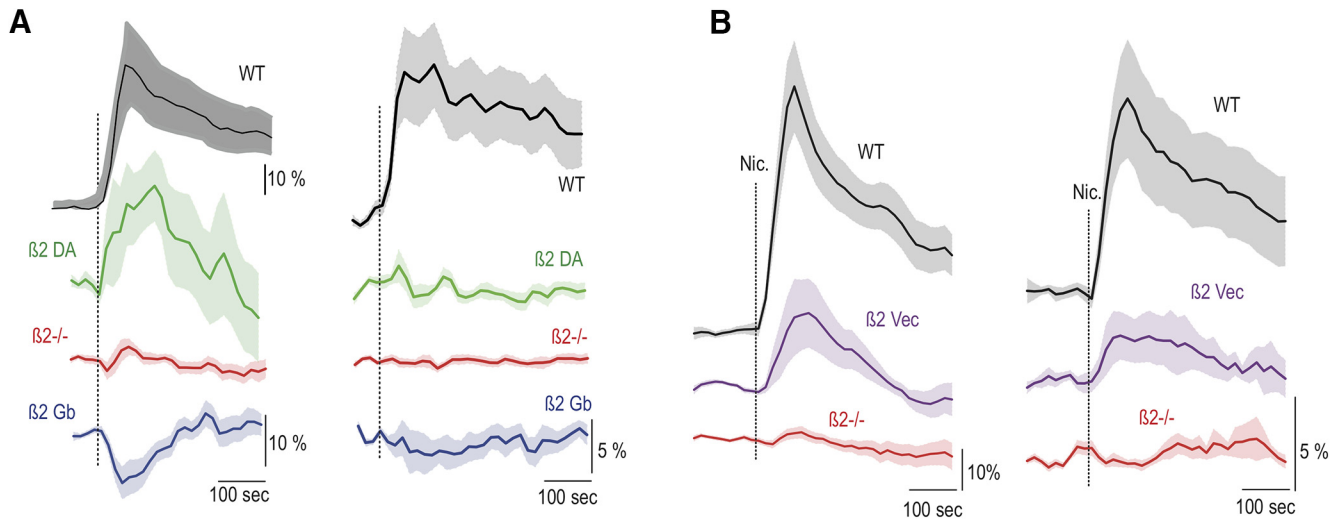 A
WT
10 %
ß2 DA
ß2-/-
ß2 Gb
10 %
100 sec
WT
ß2 DA
ß2-/-
ß2 Gb
5 %
100 sec
B
Nic.
WT
ß2 Vec
ß2-/-
10%
100 sec
WT
Nic.
ß2 Vec
ß2-/-
5 %
100 sec